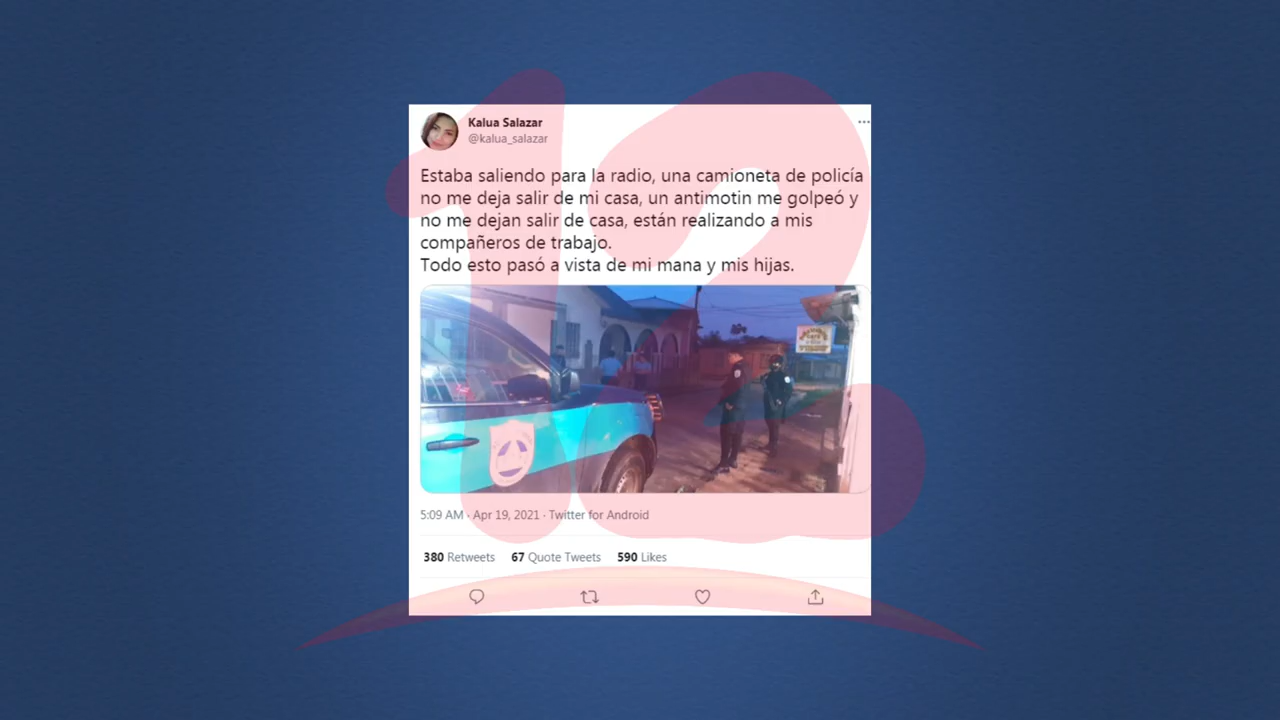 12
Kalua Salazar
@kalua_salazar
Estaba saliendo para la radio, una camioneta de policía
no me deja salir de mi casa, un antimotin me golpeó y
no me dejan salir de casa, están realizando a mis
compañeros de trabajo.
Todo esto pasó a vista de mi mana y mis hijas.
5:09 AM · Apr 19, 2021 · Twitter for Android
380 Retweets 67 Quote Tweets 590 Likes